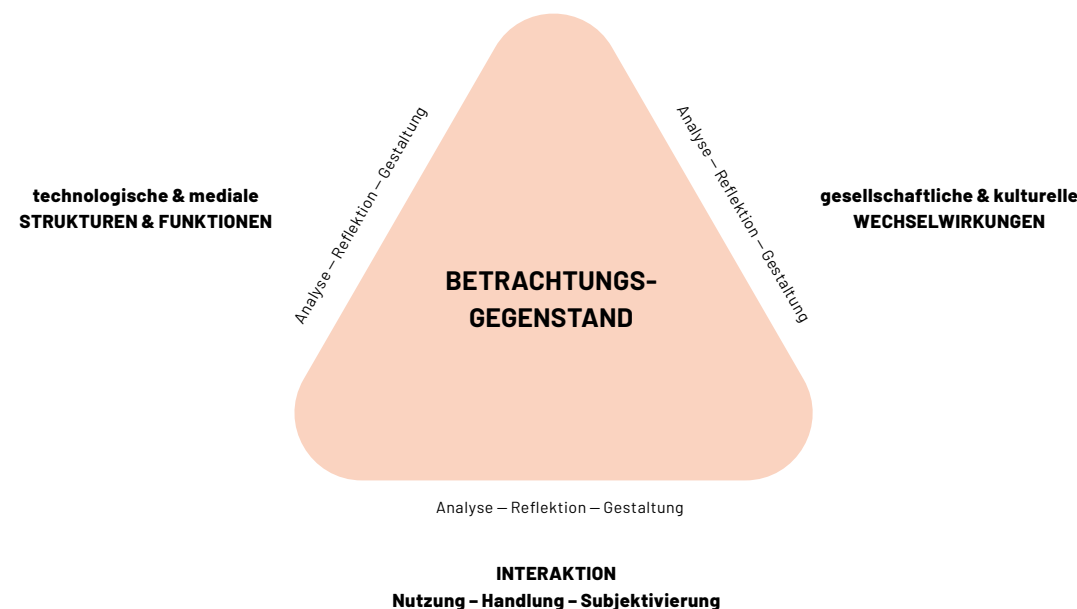 Analyse — Reflektion — Gestaltung
Analyse — Reflektion — Gestaltung
technologische & mediale
STRUKTUREN & FUNKTIONEN
gesellschaftliche & kulturelle
WECHSELWIRKUNGEN
BETRACHTUNGS-
GEGENSTAND
Analyse — Reflektion — Gestaltung
INTERAKTION
Nutzung – Handlung – Subjektivierung